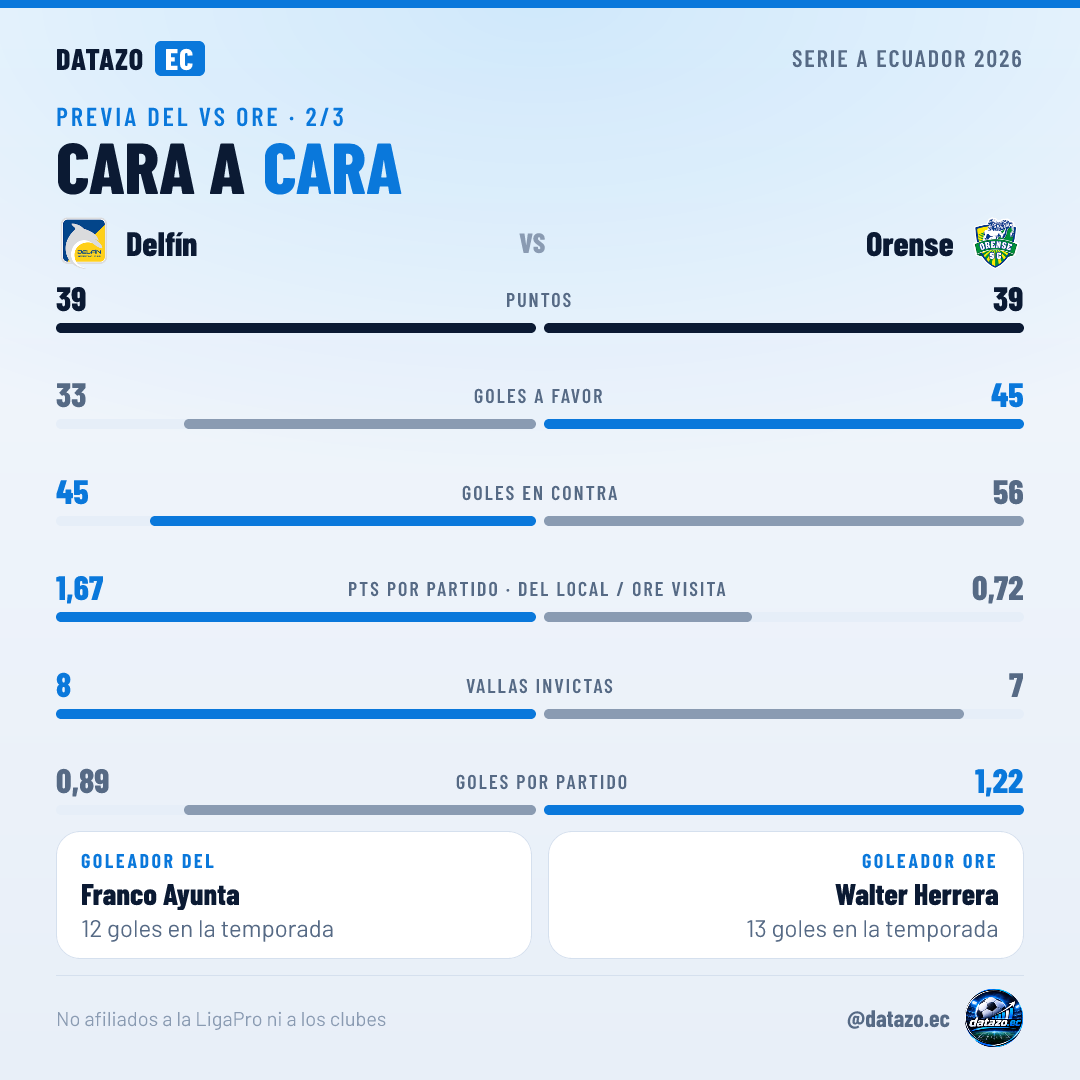 DATAZO EC
SERIE A ECUADOR 2026
PREVIA DEL VS ORE · 2/3
CARA A CARA
DELFIN
Delfín VS Orense
ORENSE
S C
39 PUNTOS 39
33 GOLES A FAVOR 45
45 GOLES EN CONTRA 56
1,67 PTS POR PARTIDO · DEL LOCAL / ORE VISITA 0,72
8 VALLAS INVICTAS 7
0,89 GOLES POR PARTIDO 1,22
GOLEADOR DEL
Franco Ayunta
12 goles en la temporada
GOLEADOR ORE
Walter Herrera
13 goles en la temporada
No afiliados a la LigaPro ni a los clubes
@datazo.ec
datazo.ec